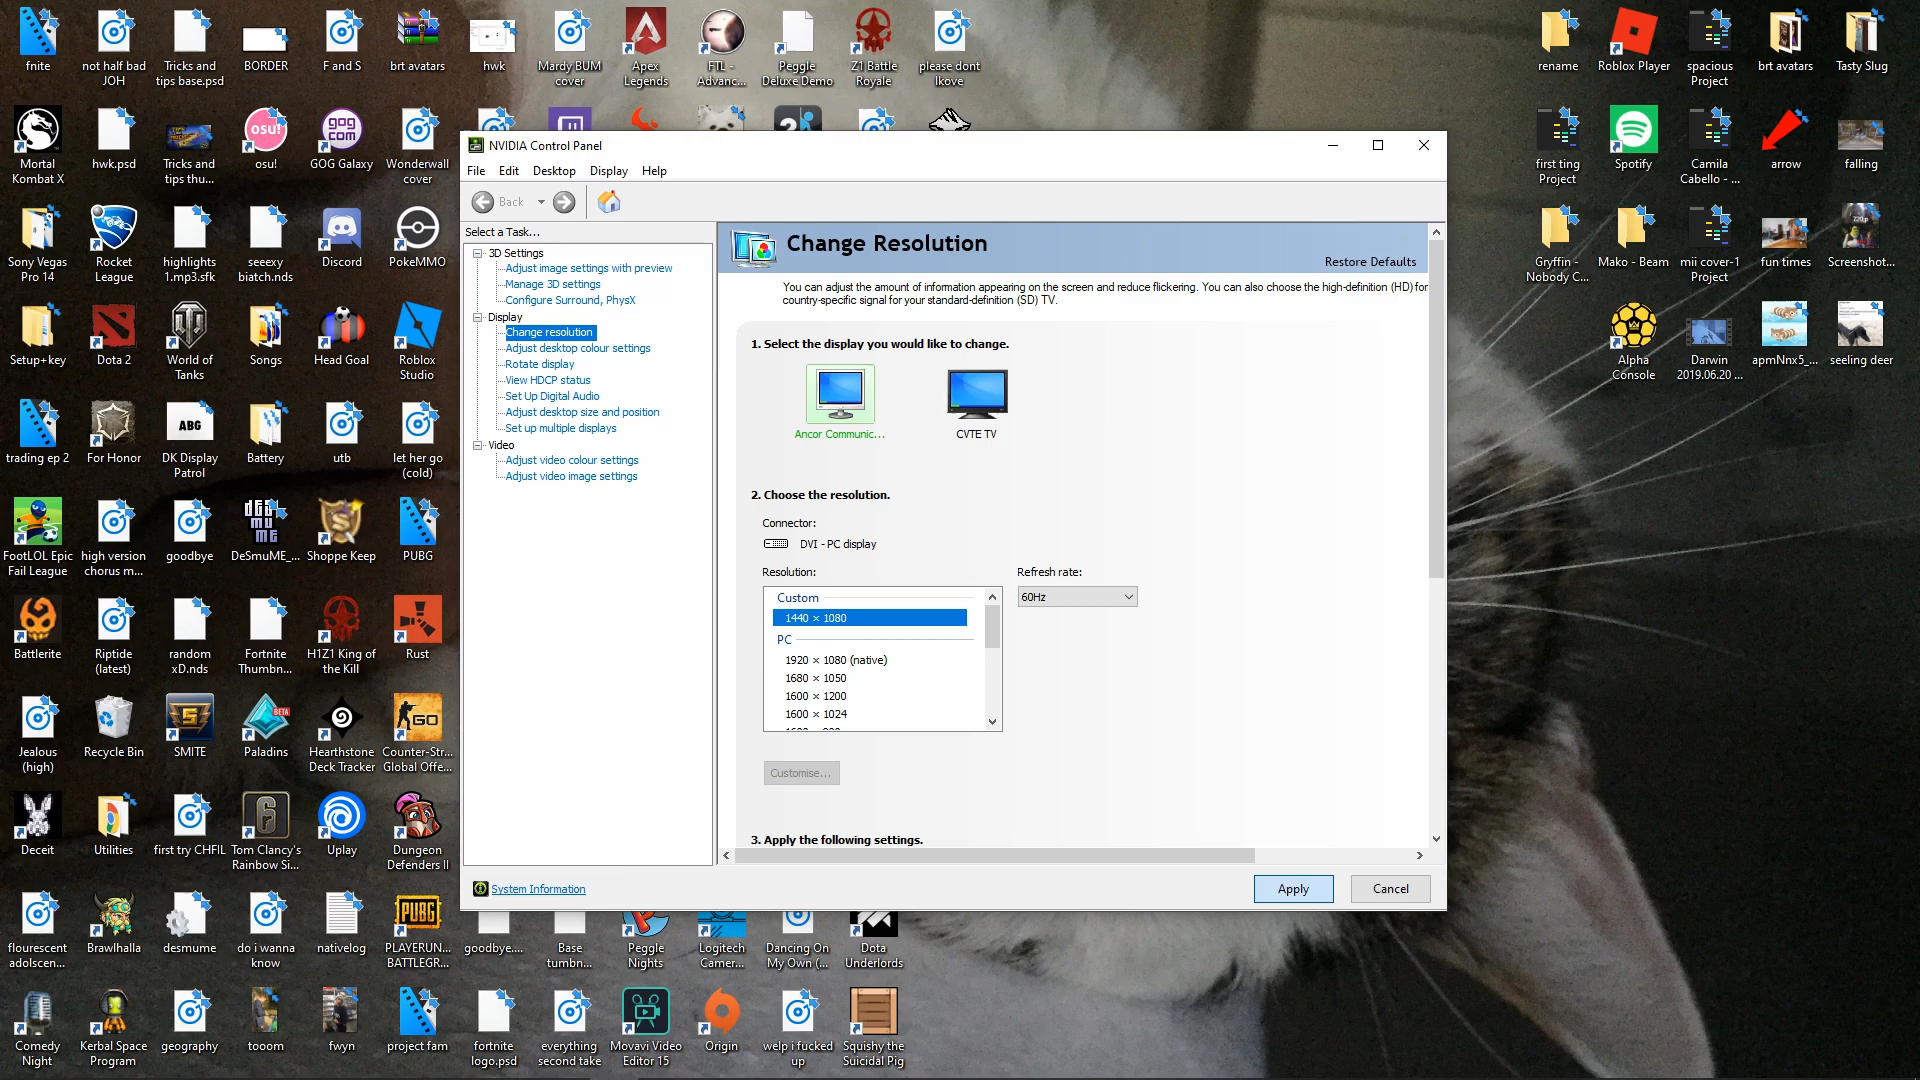 fnite
not half bad
JOH
Tricks and
tips base.psd
BORDER
F and S
brt avatars
hwk
Mardy BUM
cover
Apex
Legends
FTL -
Advanc...
Peggle
Deluxe Demo
Z1 Battle
Royale
please dont
lkove
rename
Roblox Player
spacious
Project
brt avatars
Tasty Slug
Mortal
Kombat X
hwk.psd
Tricks and
tips thu...
osu!
osu!
gog
com
GOG Galaxy
Wonderwall
cover
first ting
Project
Spotify
Camila
Cabello - ...
arrow
falling
NVIDIA Control Panel
File
Edit
Desktop
Display
Help
Back
Sony Vegas
Pro 14
Rocket
League
highlights
1.mp3.sfk
seeexy
biatch.nds
Discord
PokeMMO
Gryffin -
Nobody C...
Mako - Beam
mii cover-1
Project
fun times
720p
Screenshot...
Select a Task...
3D Settings
Adjust image settings with preview
Manage 3D settings
Configure Surround, PhysX
Display
Change resolution
Adjust desktop colour settings
Rotate display
View HDCP status
Set Up Digital Audio
Adjust desktop size and position
Set up multiple displays
Video
Adjust video colour settings
Adjust video image settings
Change Resolution
Restore Defaults
You can adjust the amount of information appearing on the screen and reduce flickering. You can also choose the high-definition (HD) for
country-specific signal for your standard-definition (SD) TV.
1. Select the display you would like to change.
Ancor Communic...
CVTE TV
2. Choose the resolution.
Connector:
DVI - PC display
Resolution:
Refresh rate:
Custom
60Hz
1440 × 1080
PC
1920 × 1080 (native)
1680 × 1050
1600 × 1200
1600 × 1024
Customise...
3. Apply the following settings.
System Information
Apply
Cancel
Setup+key
Dota 2
World of
Tanks
Songs
Head Goal
Roblox
Studio
Alpha
Console
Darwin
2019.06.20 ...
apmNnx5_...
seeling deer
trading ep 2
For Honor
ABG
DK Display
Patrol
Battery
utb
let her go
(cold)
FootLOL Epic
Fail League
high version
chorus m...
goodbye
DeSmuME_...
Shoppe Keep
PUBG
Battlerite
Riptide
(latest)
random
xD.nds
Fortnite
Thumbn...
H1Z1 King of
the Kill
Rust
Jealous
(high)
Recycle Bin
SMITE
BETA
Paladins
Hearthstone
Deck Tracker
GO
Counter-Str...
Global Offe...
Deceit
Utilities
first try CHFIL
6
Tom Clancy's
Rainbow Si...
Uplay
Dungeon
Defenders II
flourescent
adolscen...
Brawlhalla
desmume
do i wanna
know
nativelog
PUBG
PLAYERUN...
BATTLEGR...
goodbye....
Base
tumbn...
Peggle
Nights
Logitech
Camer...
Dancing On
My Own (...
Dota
Underlords
Comedy
Night
Kerbal Space
Program
geography
tooom
fwyn
project fam
fortnite
logo.psd
everything
second take
Movavi Video
Editor 15
Origin
welp i fucked
up
Squishy the
Suicidal Pig